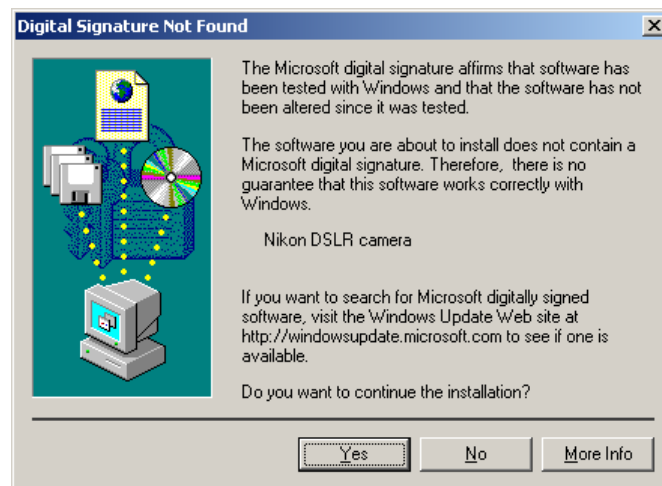 Digital Signature Not Found
The Microsoft digital signature affirms that software has
been tested with Windows and that the software has not
been altered since it was tested.
The software you are about to install does not contain a
Microsoft digital signature. Therefore, there is no
guarantee that this software works correctly with
Windows.
Nikon DSLR camera
If you want to search for Microsoft digitally signed
software, visit the Windows Update Web site at
http://windowsupdate.microsoft.com to see if one is
available.
Do you want to continue the installation?
Yes No More Info